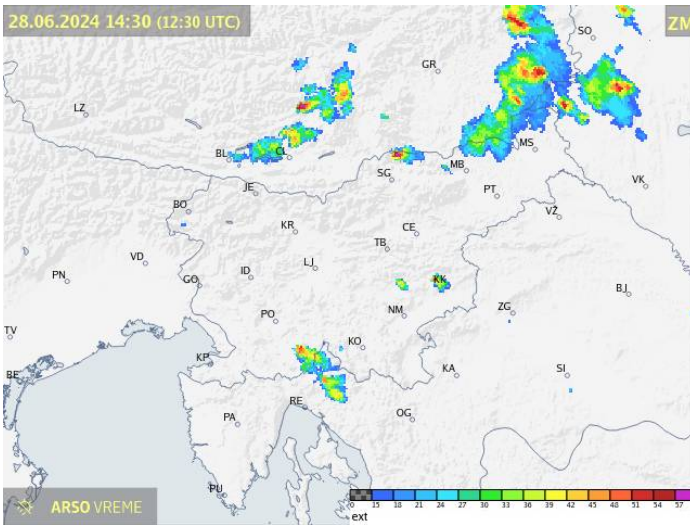 28.06.2024 14:30 (12:30 UTC)
ZM
SO
GR
LZ
BL
CL
MS
MB
SG
VK
JE
PT
BO
VŽ
KR
CE
TB
VD
LJ
PN
GO
ID
KK
BJ
NM
ZG
PO
TV
KO
KP
BE
KA
SI
RE
PA
OG
PU
ARSO VREME
0 15 18 21 24 27 30 33 36 39 42 45 48 51 54 57
ext